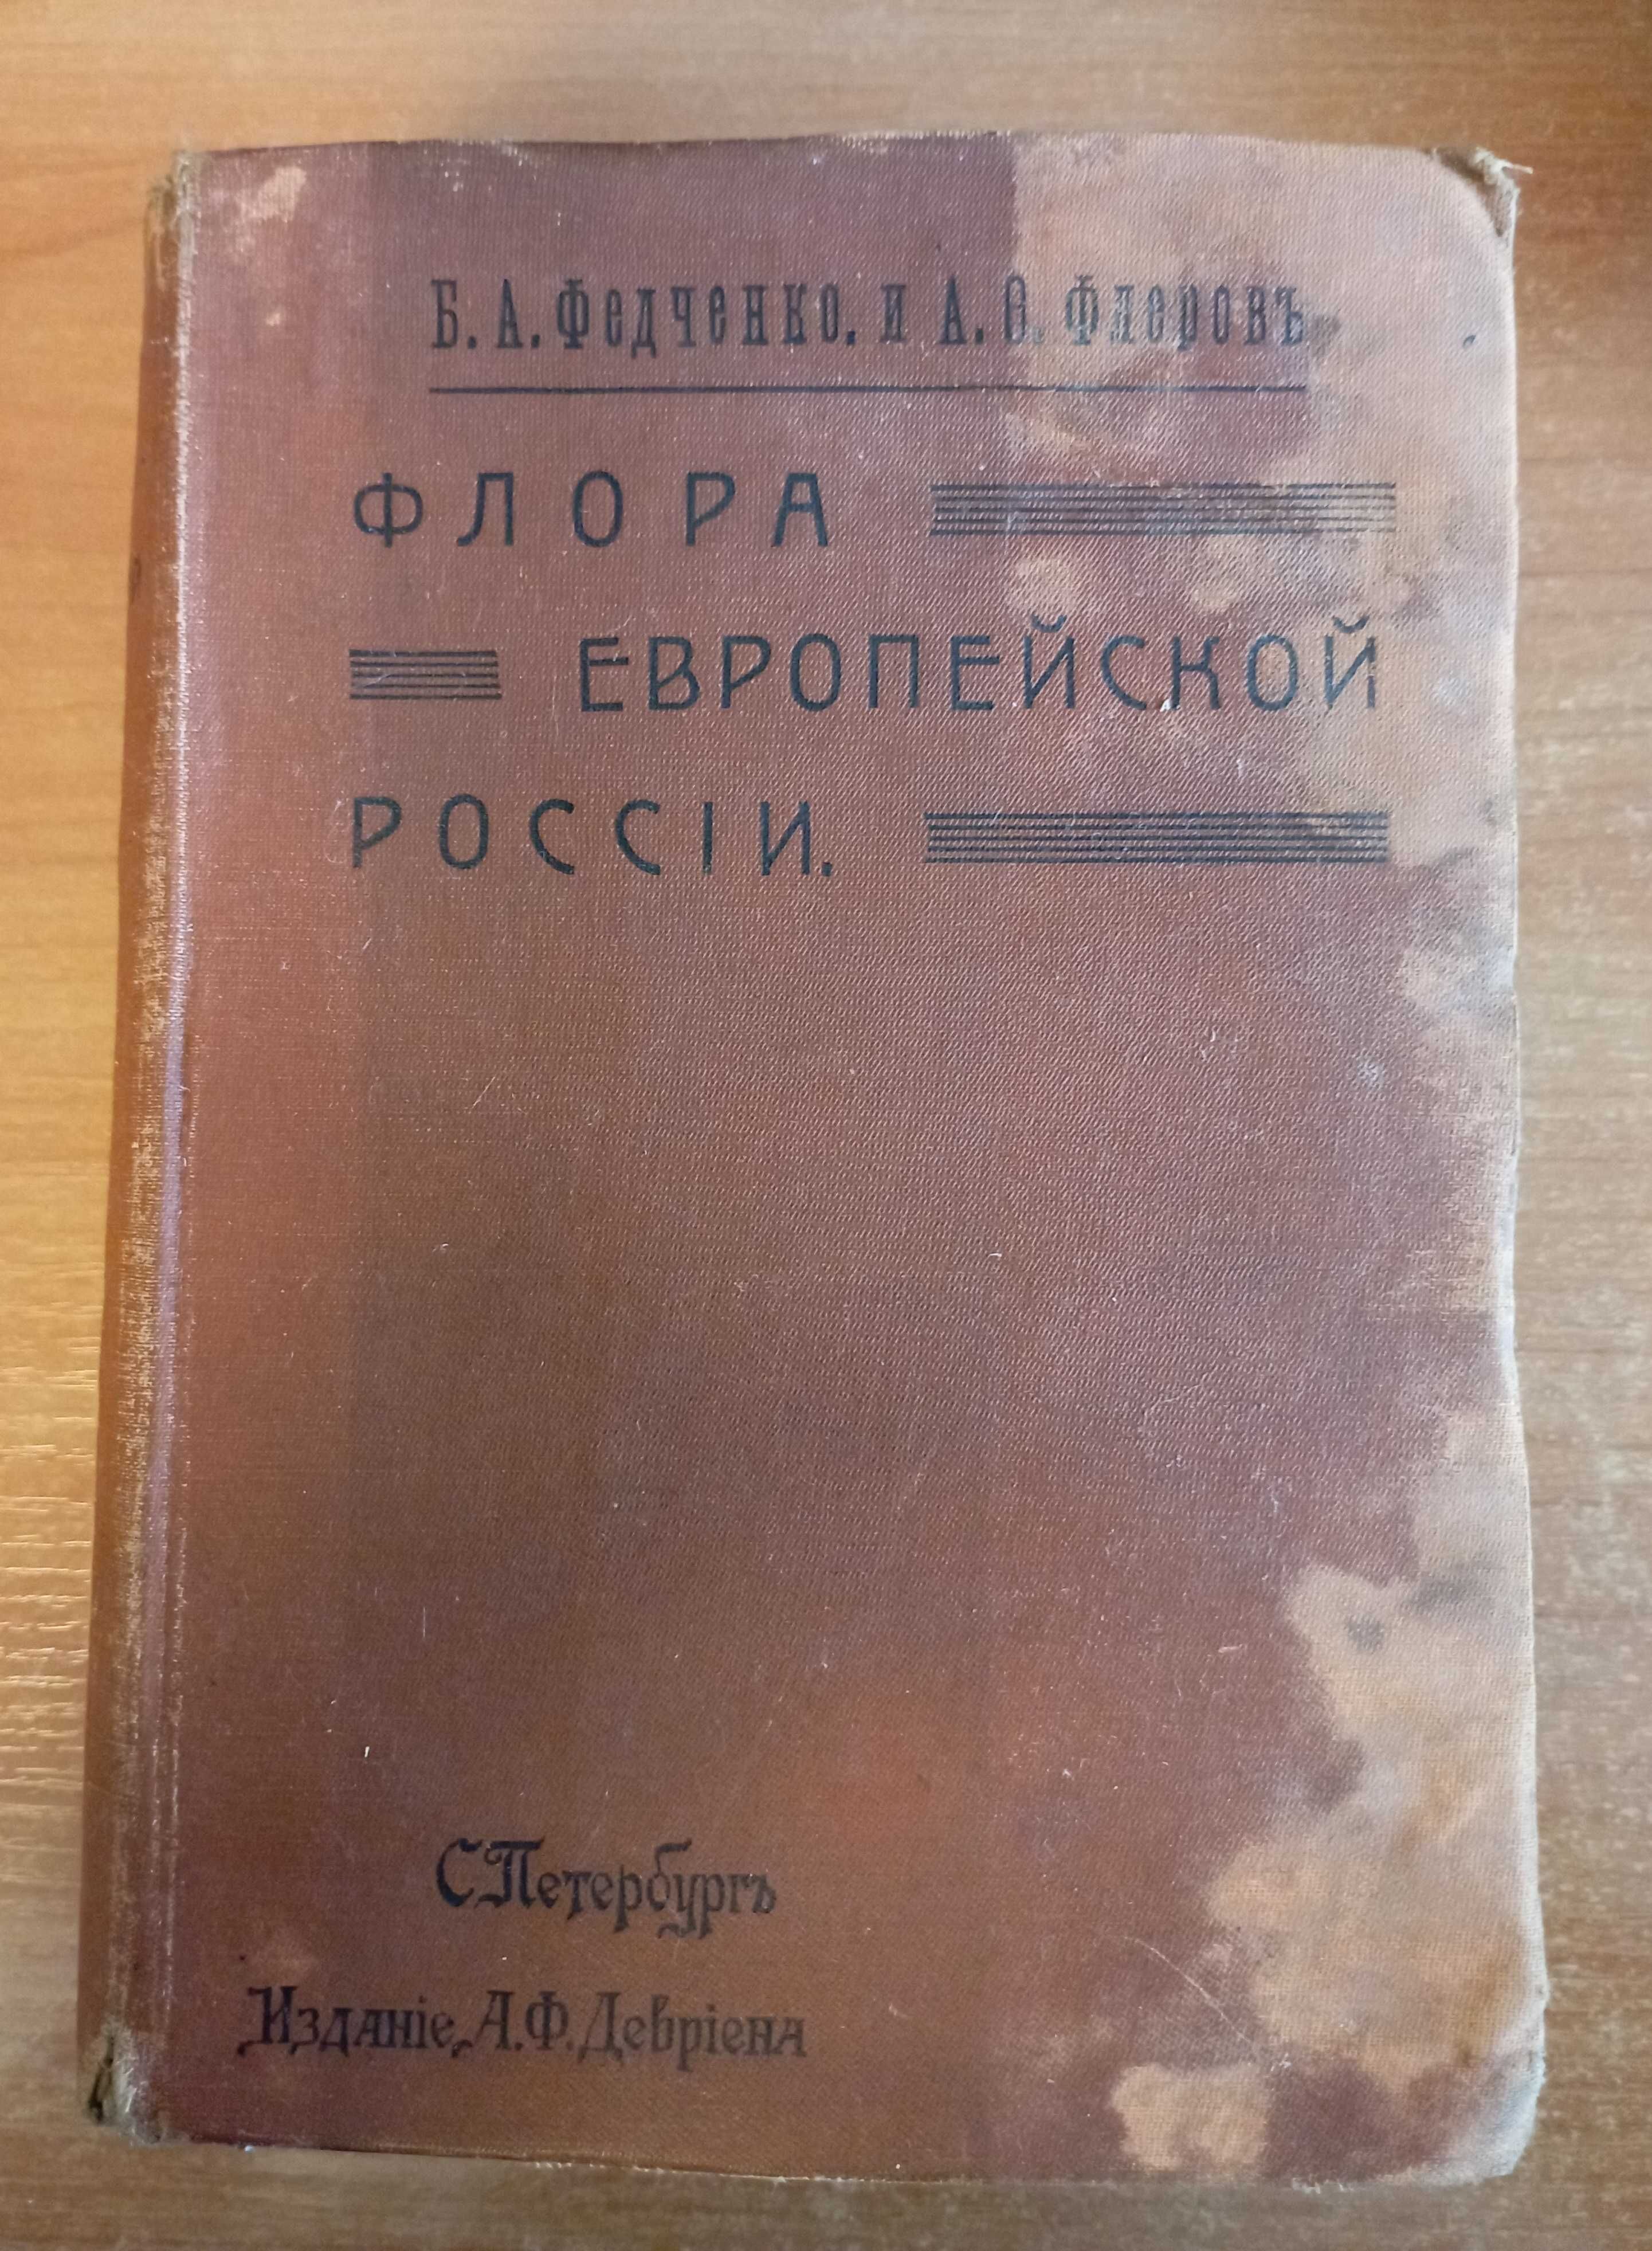 Б. А. Федченко. и А. Ѳ. Флеровъ
ФЛОРА
ЕВРОПЕЙСКОЙ
РОССІИ.
С. Петербургъ
Изданіе А. Ф. Девріена